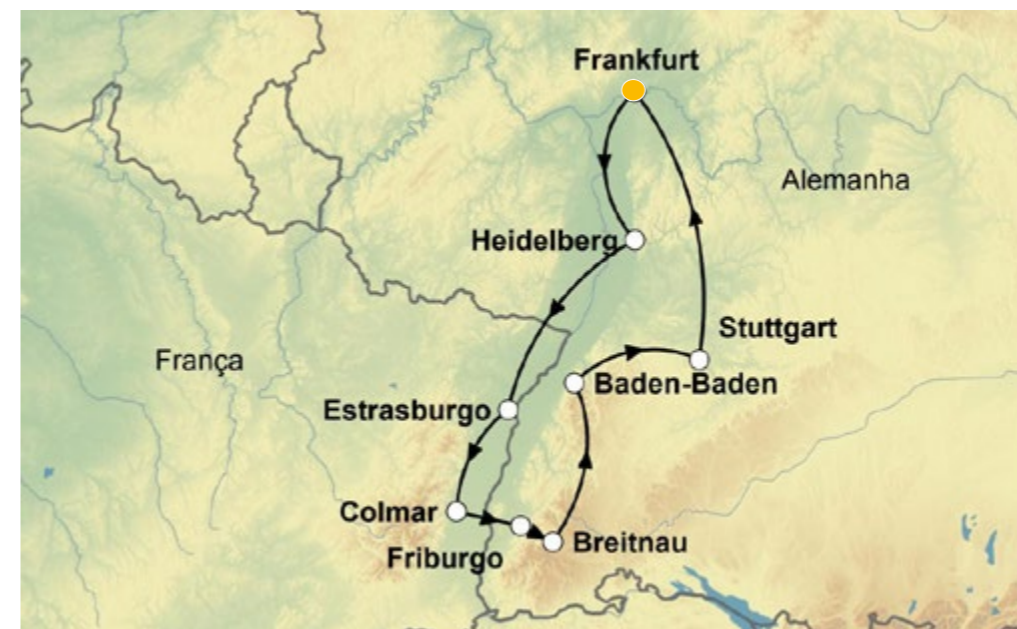 Frankfurt
Alemanha
Heidelberg
Stuttgart
França
Baden-Baden
Estrasburgo
Colmar
Breitnau
Friburgo